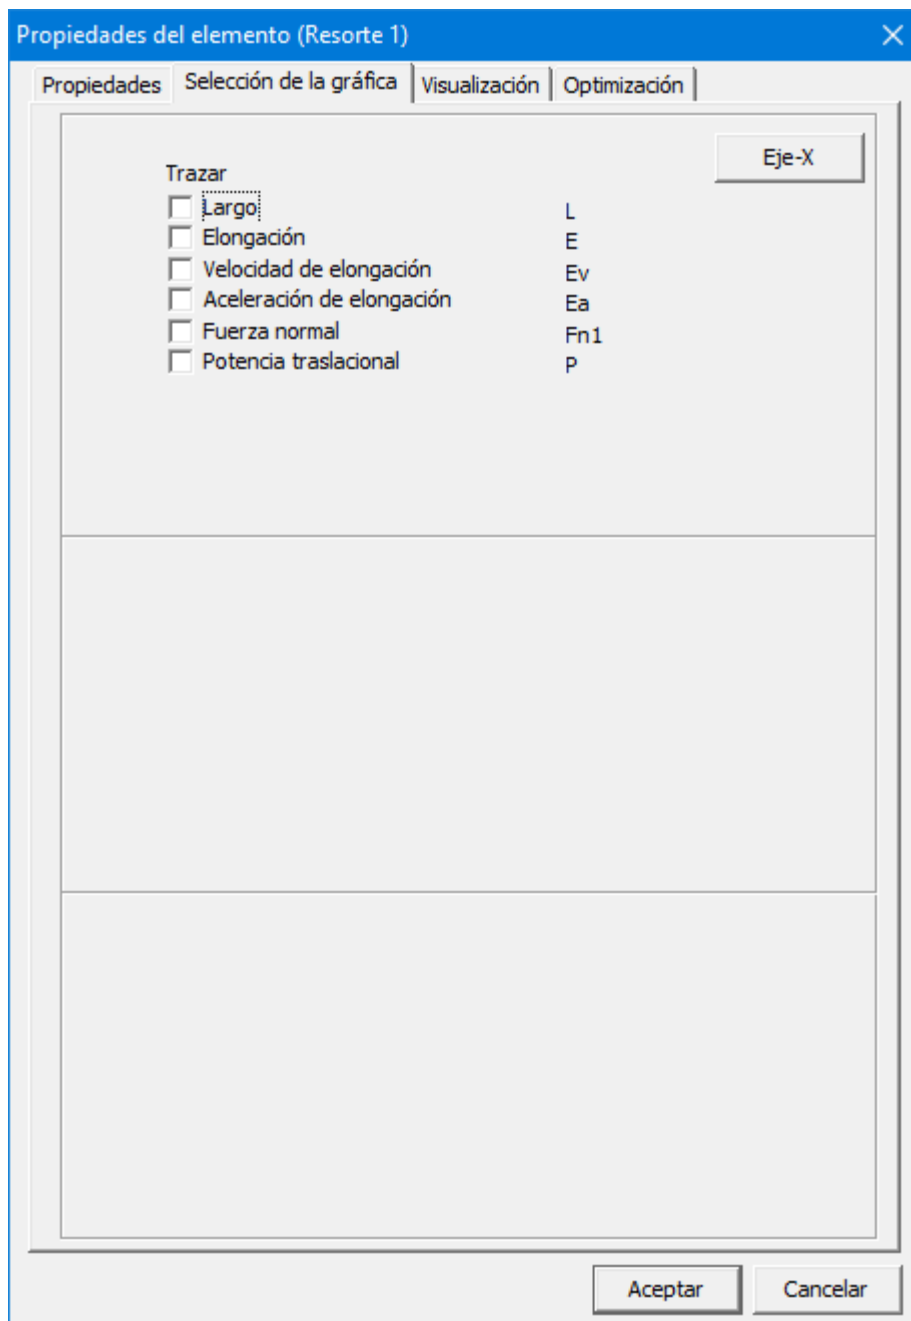 Propiedades del elemento (Resorte 1)
Propiedades Selección de la gráfica Visualización Optimización
Eje-X
Trazar
Largo L
Elongación E
Velocidad de elongación Ev
Aceleración de elongación Ea
Fuerza normal Fn1
Potencia traslacional P
Aceptar Cancelar